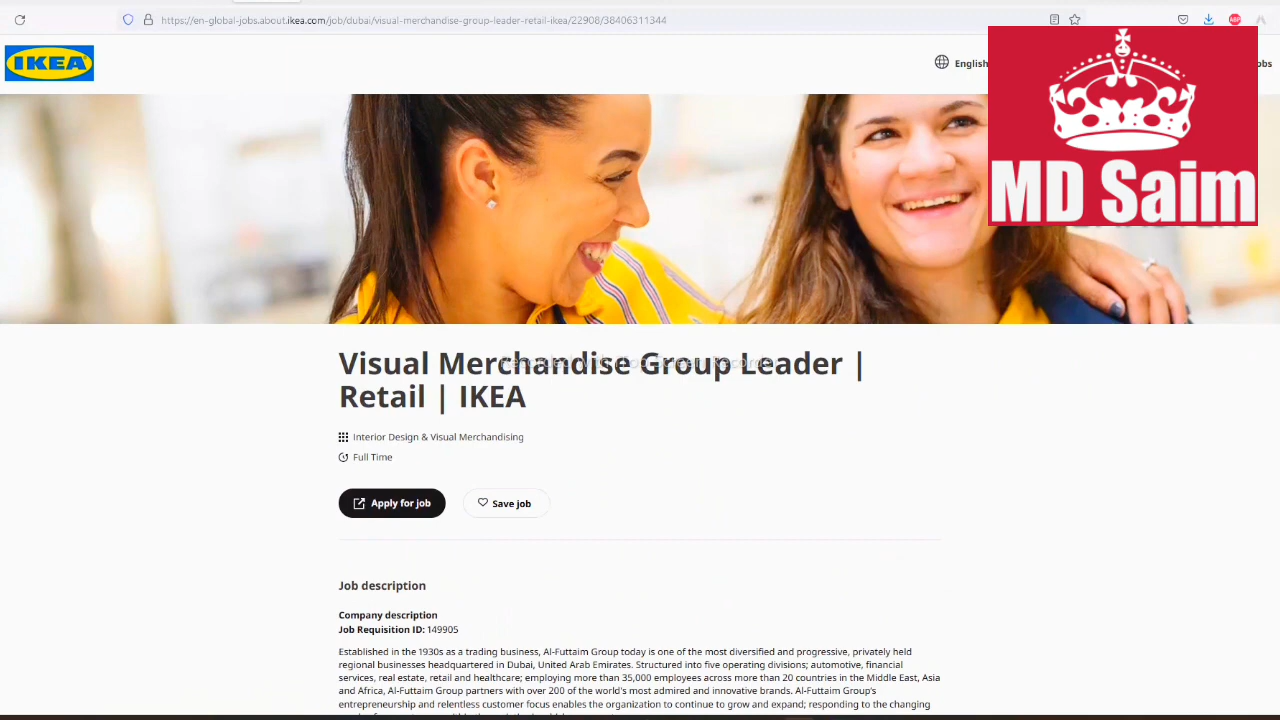 https://en-global-jobs.about.ikea.com/job/dubai/visual-merchandise-group-leader-retail-ikea/22908/38406311344
ABP
IKEA
English
obs
MD Saim
Visual Merchandise Group Leader |
Retail | IKEA
Interior Design & Visual Merchandising
Full Time
Apply for job
Save job
Job description
Company description
Job Requisition ID: 149905
Established in the 1930s as a trading business, Al-Futtaim Group today is one of the most diversified and progressive, privately held
regional businesses headquartered in Dubai, United Arab Emirates. Structured into five operating divisions; automotive, financial
services, real estate, retail and healthcare; employing more than 35,000 employees across more than 20 countries in the Middle East, Asia
and Africa, Al-Futtaim Group partners with over 200 of the world's most admired and innovative brands. Al-Futtaim Group's
entrepreneurship and relentless customer focus enables the organization to continue to grow and expand; responding to the changing